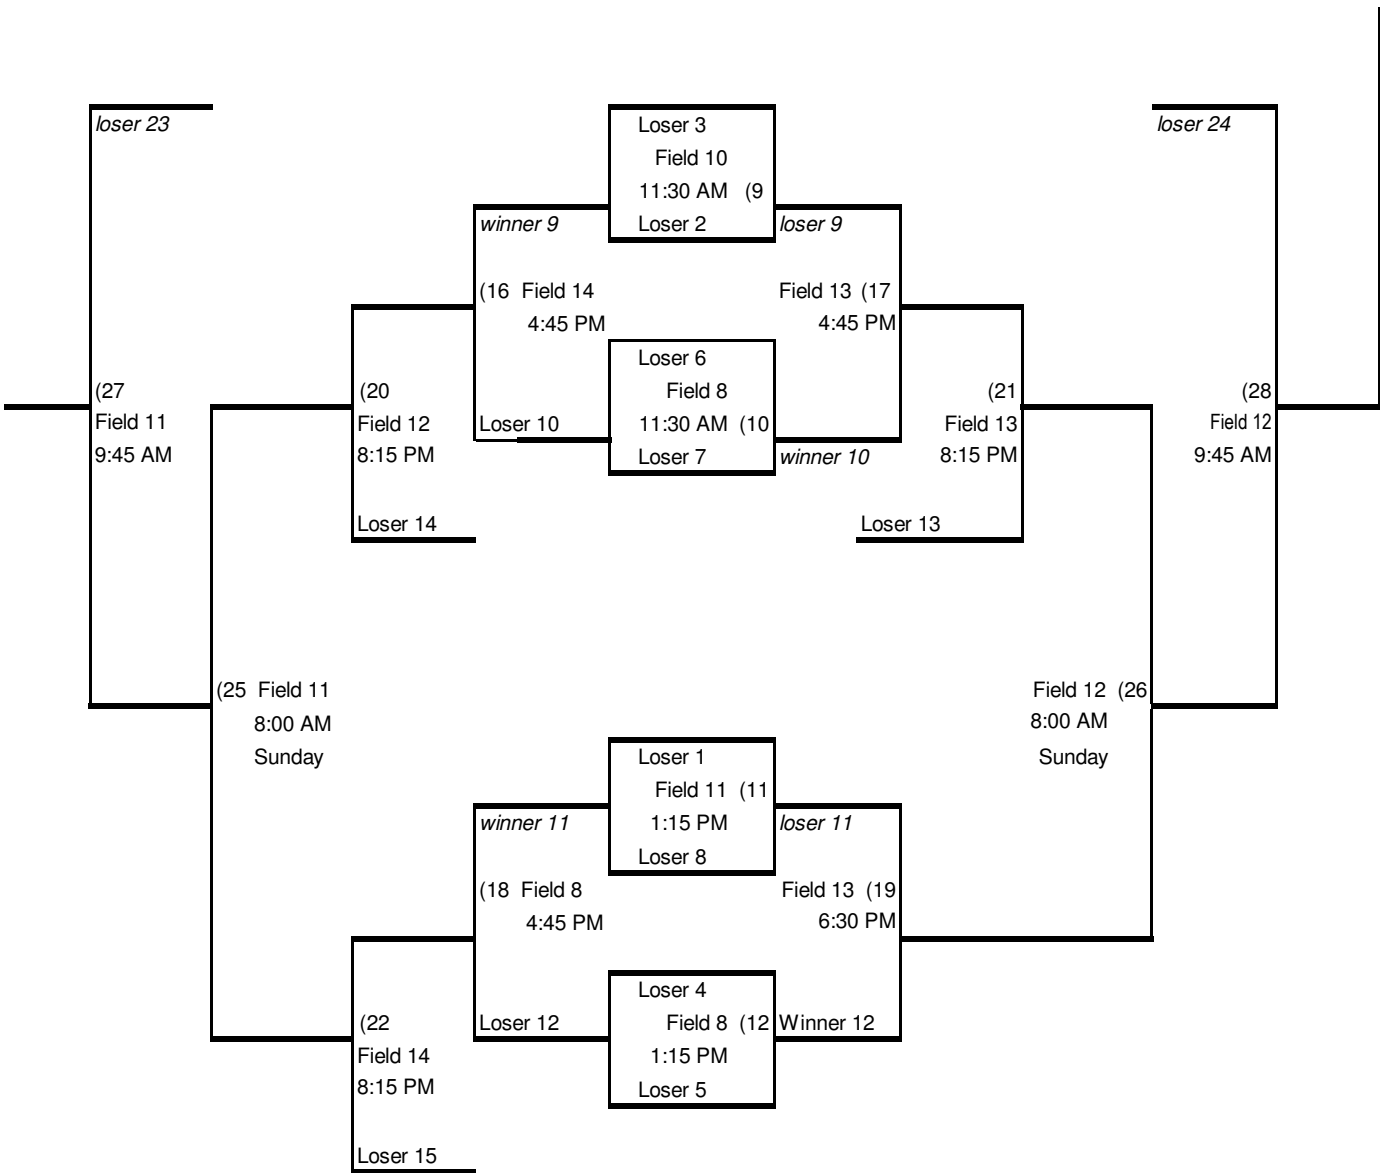 loser 23
Loser 3
loser 24
Field 10
11:30 AM (9
winner 9
Loser 2
loser 9
(16 Field 14
4:45 PM
Field 13 (17
4:45 PM
Loser 6
(27
Field 11
9:45 AM
(20
Field 12
8:15 PM
Loser 10
Field 8
11:30 AM (10
Loser 7
winner 10
(21
Field 13
8:15 PM
(28
Field 12
9:45 AM
Loser 14
Loser 13
(25 Field 11
8:00 AM
Sunday
Field 12 (26
8:00 AM
Sunday
Loser 1
Field 11 (11
1:15 PM
Loser 8
winner 11
loser 11
(18 Field 8
4:45 PM
Field 13 (19
6:30 PM
Loser 4
Loser 12
Field 8 (12
Winner 12
1:15 PM
Loser 5
(22
Field 14
8:15 PM
Loser 15